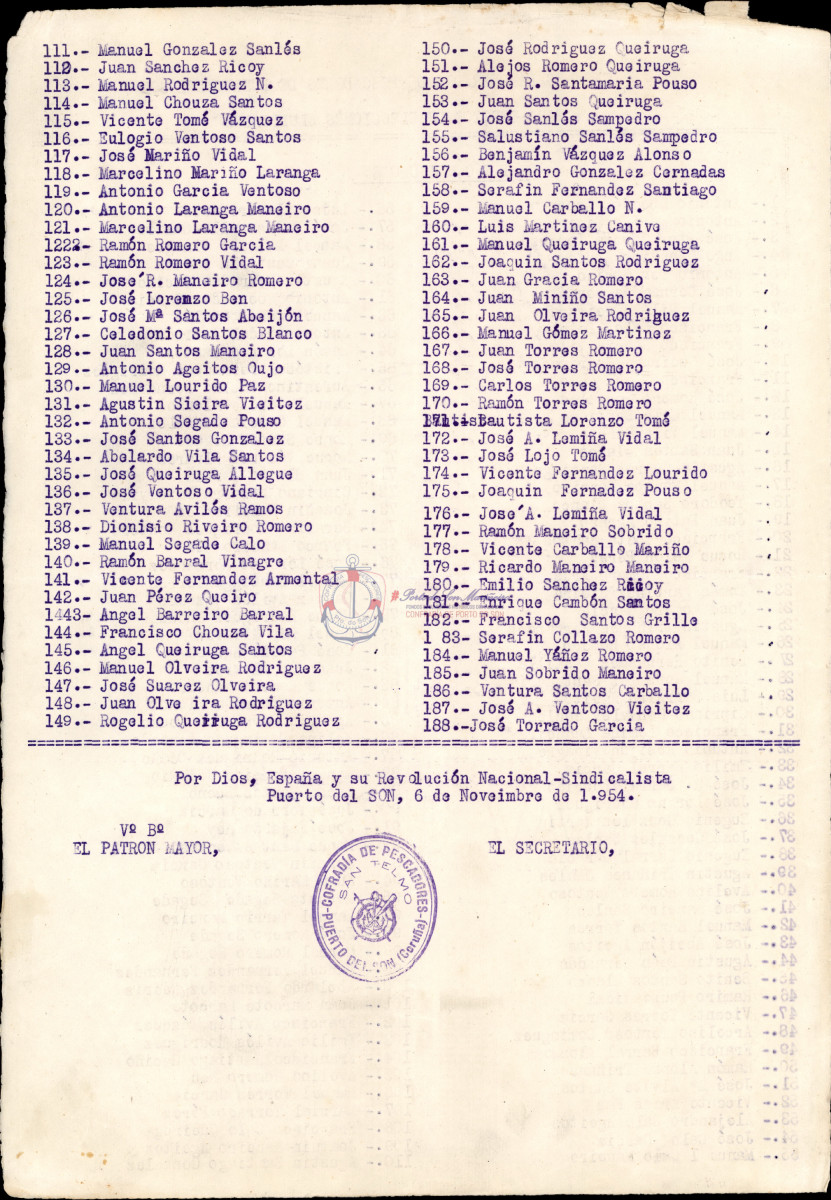 111.- Manuel Gonzalez Sanlés
112.- Juan Sanchez Ricoy
113.- Manuel Rodriguez N.
114.- Manuel Chouza Santos
115.- Vicente Tomé Vázquez
116.- Eulogio Ventoso Santos
117.- José Mariño Vidal
118.- Marcelino Mariño Laranga
119.- Antonio Garcia Ventoso
120.- Antonio Laranga Maneiro
121.- Marcelino Laranga Maneiro
1222- Ramón Romero Garcia
123.- Ramón Romero Vidal
124.- Jose´R. Maneiro Romero
125.- José Lorenzo Ben
126.- José Mª Santos Abeijón
127.- Celedonio Santos Blanco
128.- Juan Santos Maneiro
129.- Antonio Ageitos Oujo
130.- Manuel Lourido Paz
131.- Agustin Sieira Vieitez
132.- Antonio Segade Pouso
133.- José Santos Gonzalez
134.- Abelardo Vila Santos
135.- José Queiruga Allegue
136.- José Ventoso Vidal
137.- Ventura Avilés Ramos
138.- Dionisio Riveiro Romero
139.- Manuel Segade Calo
140.- Ramón Barral Vinagre
141.- Vicente Fernandez Armental
142.- Juan Pérez Queiro
1443- Angel Barreiro Barral
144.- Francisco Chouza Vila
145.- Angel Queiruga Santos
146.- Manuel Olveira Rodriguez
147.- José Suarez Olveira
148.- Juan Olve ira Rodriguez
149.- Rogelio Queiruga Rodriguez
150.- José Rodriguez Queiruga
151.- Alejos Romero Queiruga
152.- José R. Santamaria Pouso
153.- Juan Santos Queiruga
154.- José Sanlés Sampedro
155.- Salustiano Sanlés Sampedro
156.- Benjamín Vázquez Alonso
157.- Alejandro Gonzalez Cernadas
158.- Serafin Fernandez Santiago
159.- Manuel Carballo N.
160.- Luis Martinez Canive
161.- Manuel Queiruga Queiruga
162.- Joaquin Santos Rodriguez
163.- Juan Gracia Romero
164.- Juan Miniño Santos
165.- Juan Olveira Rodriguez
166.- Manuel Gómez Martinez
167.- Juan Torres Romero
168.- José Torres Romero
169.- Carlos Torres Romero
170.- Ramón Torres Romero
171.- Bautista Lorenzo Tomé
172.- José A. Lemiña Vidal
173.- José Lojo Tomé
174.- Vicente Fernandez Lourido
175.- Joaquin Fernadez Pouso
176.- Jose´A. Lemiña Vidal
177.- Ramón Maneiro Sobrido
178.- Vicente Carballo Mariño
179.- Ricardo Maneiro Maneiro
180.- Emilio Sanchez Ricoy
181.- Enrique Cambón Santos
182.- Francisco Santos Grille
1 83- Serafin Collazo Romero
184.- Manuel Yáñez Romero
185.- Juan Sobrido Maneiro
186.- Ventura Santos Carballo
187.- José A. Ventoso Vieitez
188.-José Torrado Garcia
Por Dios, España y su Revolución Nacional-Sindicalista
Puerto del SON, 6 de Noveimbre de 1.954.
Vº Bº
EL PATRON MAYOR,
EL SECRETARIO,
COFRADÍA DE PESCADORES
SAN TELMO
PUERTO DEL SON (Coruña)